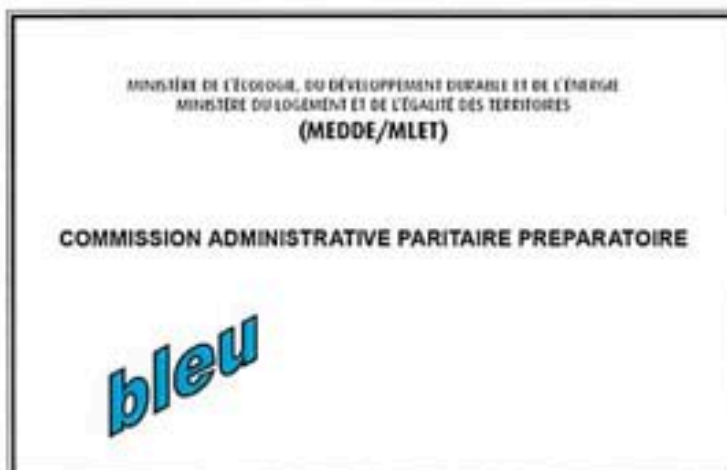 MINISTÈRE DE L'ÉCOLOGIE, DU DÉVELOPPEMENT DURABLE ET DE L'ÉNERGIE
MINISTÈRE DU LOGEMENT ET DE L'ÉGALITÉ DES TERRITOIRES
(MEDDE/MLET)
COMMISSION ADMINISTRATIVE PARITAIRE PREPARATOIRE
bleu